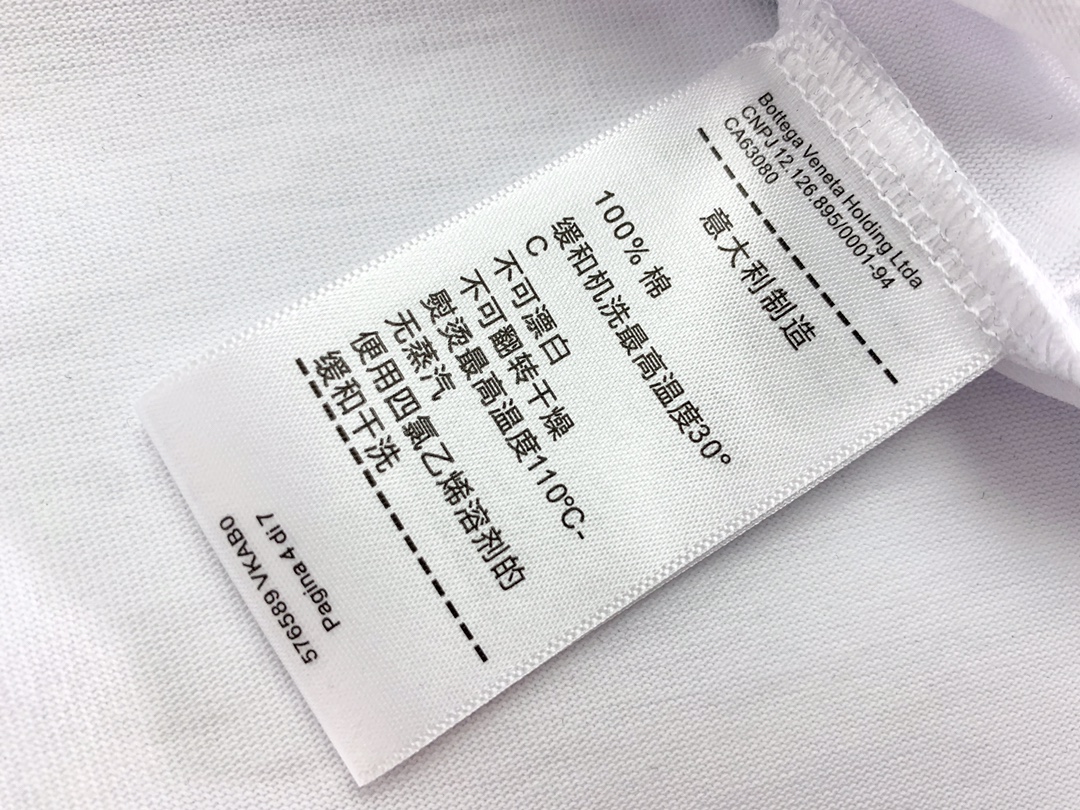 Bottega Veneta Holding Ltda
CNPJ 12.126.895/0001-94
CA63080
意大利制造
100% 棉
缓和机洗最高温度30°
C
不可漂白
不可翻转干燥
熨烫最高温度110°C-
无蒸汽
便用四氯乙烯溶剂的
缓和干洗
576589 VKAB0
Pagina 4 di 7